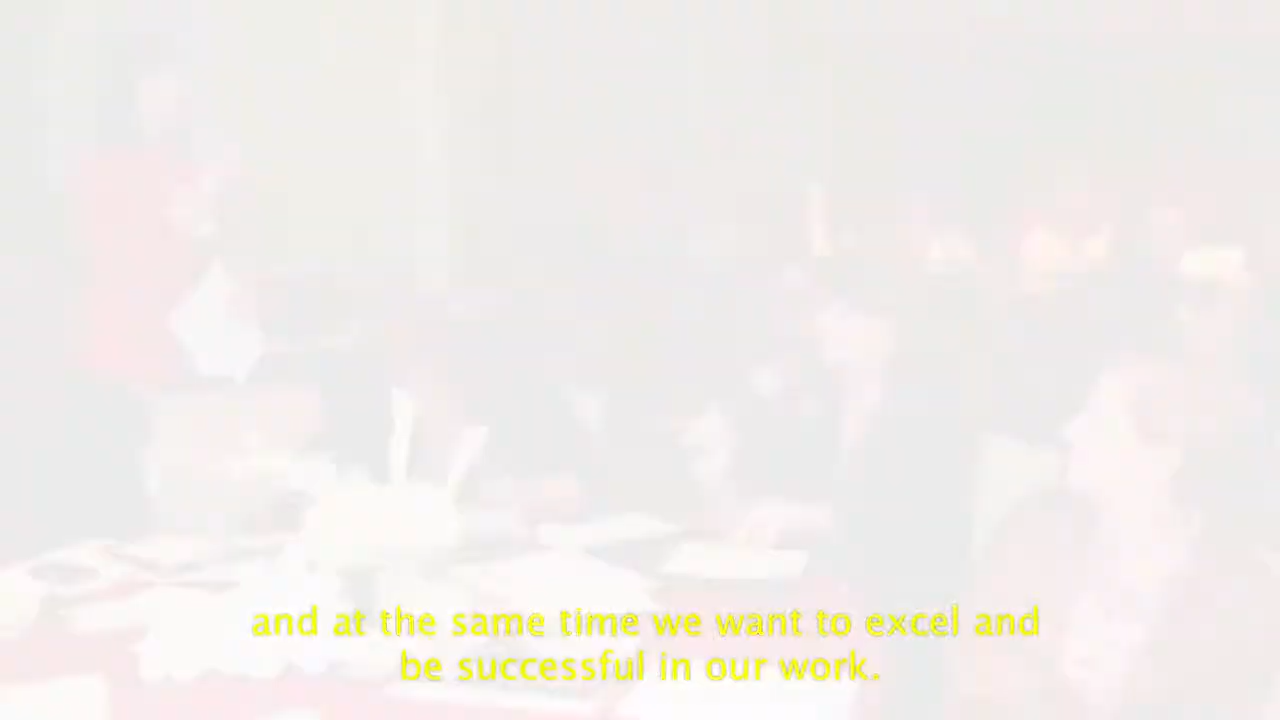 and at the same time we want to excel and
be successful in our work.